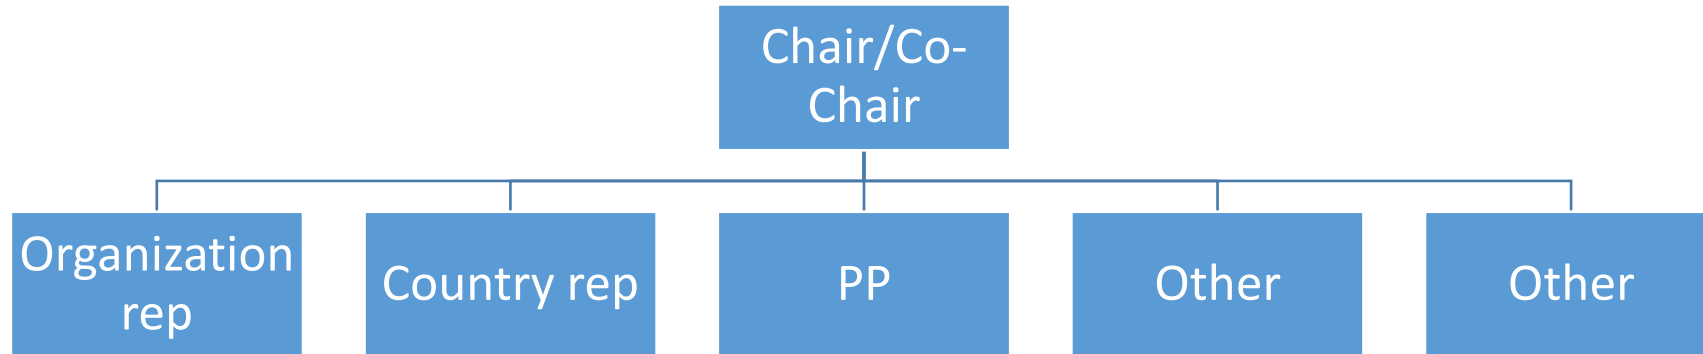 Chair/Co-
Chair
Organization
rep
Country rep
PP
Other
Other